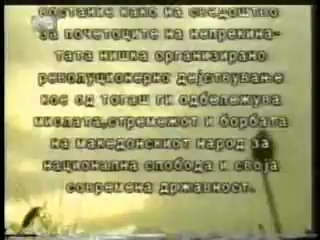 востание како на сведоштво
за почетоците на непрекина-
тата нишка организирано
револуционерно дејствување
кое од тогаш ги одбележува
мислата,стремежот и борбата
на македонскиот народ за
национална слобода и своја
современа државност.